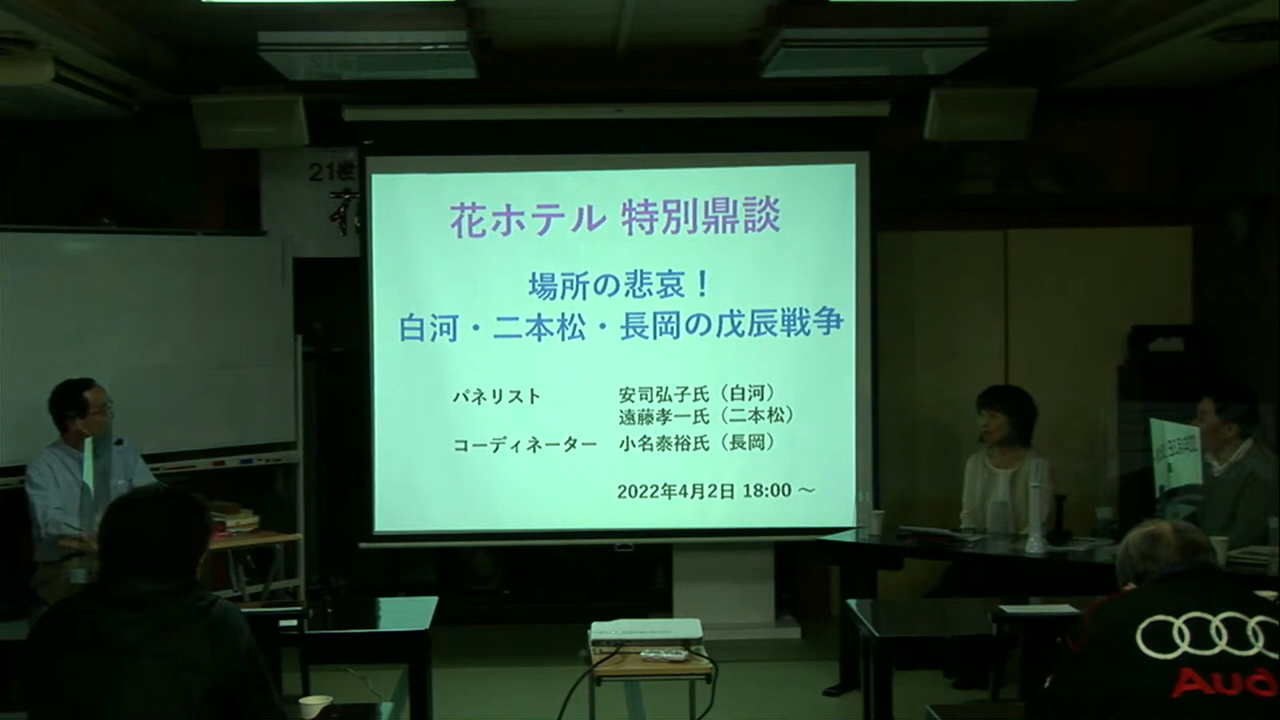 21世
花ホテル 特別鼎談
場所の悲哀！
白河・二本松・長岡の戊辰戦争
パネリスト 安司弘子氏（白河）
遠藤孝一氏（二本松）
コーディネーター 小名泰裕氏（長岡）
2022年4月2日 18:00 ～
Aud